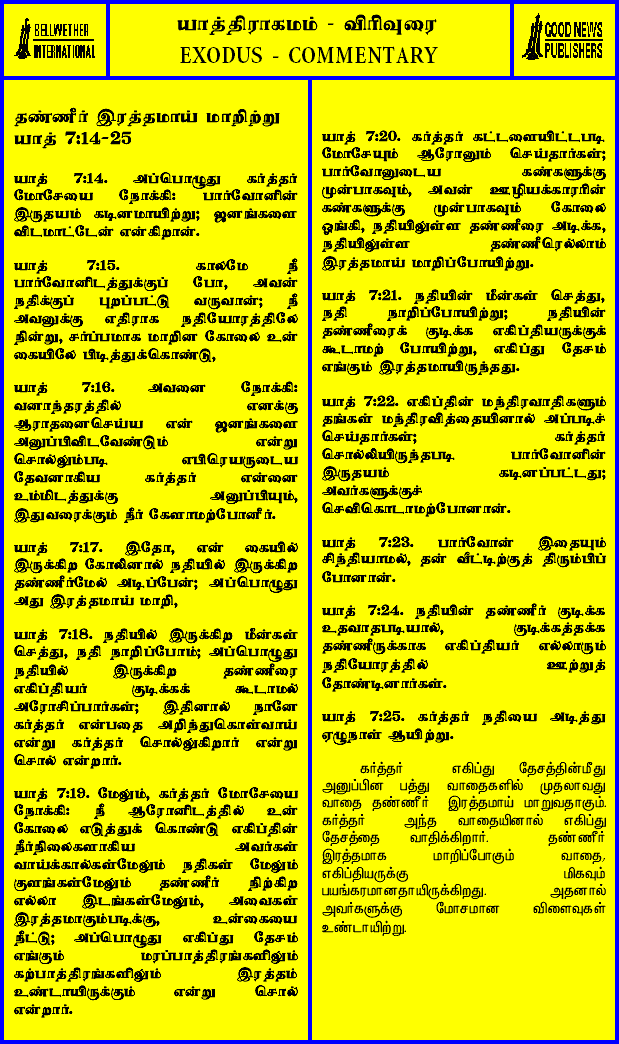 BELLWETHER
INTERNATIONAL
யாத்திராகமம் - விரிவுரை
EXODUS - COMMENTARY
GOOD NEWS
PUBLISHERS
தண்ணீர் இரத்தமாய் மாறிற்று
யாத் 7:14-25
யாத் 7:14. அப்பொழுது கர்த்தர்
மோசேயை நோக்கி: பார்வோனின்
இருதயம் கடினமாயிற்று; ஜனங்களை
விடமாட்டேன் என்கிறான்.
யாத் 7:15. காலமே நீ
பார்வோனிடத்துக்குப் போ, அவன்
நதிக்குப் புறப்பட்டு வருவான்; நீ
அவனுக்கு எதிராக நதியோரத்திலே
நின்று, சர்ப்பமாக மாறின கோலை உன்
கையிலே பிடித்துக்கொண்டு,
யாத் 7:16. அவனை நோக்கி:
வனாந்தரத்தில் எனக்கு
ஆராதனைசெய்ய என் ஜனங்களை
அனுப்பிவிடவேண்டும் என்று
சொல்லும்படி எபிரெயருடைய
தேவனாகிய கர்த்தர் என்னை
உம்மிடத்துக்கு அனுப்பியும்,
இதுவரைக்கும் நீர் கேளாமற்போனீர்.
யாத் 7:17. இதோ, என் கையில்
இருக்கிற கோலினால் நதியில் இருக்கிற
தண்ணீர்மேல் அடிப்பேன்; அப்பொழுது
அது இரத்தமாய் மாறி,
யாத் 7:18. நதியில் இருக்கிற மீன்கள்
செத்து, நதி நாறிப்போம்; அப்பொழுது
நதியில் இருக்கிற தண்ணீரை
எகிப்தியர் குடிக்கக் கூடாமல்
அரோசிப்பார்கள்; இதினால் நானே
கர்த்தர் என்பதை அறிந்துகொள்வாய்
என்று கர்த்தர் சொல்லுகிறார் என்று
சொல் என்றார்.
யாத் 7:19. மேலும், கர்த்தர் மோசேயை
நோக்கி: நீ ஆரோனிடத்தில் உன்
கோலை எடுத்துக் கொண்டு எகிப்தின்
நீர்நிலைகளாகிய அவர்கள்
வாய்க்கால்கள்மேலும் நதிகள் மேலும்
குளங்கள்மேலும் தண்ணீர் நிற்கிற
எல்லா இடங்கள்மேலும், அவைகள்
இரத்தமாகும்படிக்கு, உன்கையை
நீட்டு; அப்பொழுது எகிப்து தேசம்
எங்கும் மரப்பாத்திரங்களிலும்
கற்பாத்திரங்களிலும் இரத்தம்
உண்டாயிருக்கும் என்று சொல்
என்றார்.
யாத் 7:20. கர்த்தர் கட்டளையிட்டபடி
மோசேயும் ஆரோனும் செய்தார்கள்;
பார்வோனுடைய கண்களுக்கு
முன்பாகவும், அவன் ஊழியக்காரரின்
கண்களுக்கு முன்பாகவும் கோலை
ஓங்கி, நதியிலுள்ள தண்ணீரை அடிக்க,
நதியிலுள்ள தண்ணீரெல்லாம்
இரத்தமாய் மாறிப்போயிற்று.
யாத் 7:21. நதியின் மீன்கள் செத்து,
நதி நாறிப்போயிற்று; நதியின்
தண்ணீரைக் குடிக்க எகிப்தியருக்குக்
கூடாமற் போயிற்று, எகிப்து தேசம்
எங்கும் இரத்தமாயிருந்தது.
யாத் 7:22. எகிப்தின் மந்திரவாதிகளும்
தங்கள் மந்திரவித்தையினால் அப்படிச்
செய்தார்கள்; கர்த்தர்
சொல்லியிருந்தபடி பார்வோனின்
இருதயம் கடினப்பட்டது;
அவர்களுக்குச்
செவிகொடாமற்போனான்.
யாத் 7:23. பார்வோன் இதையும்
சிந்தியாமல், தன் வீட்டிற்குத் திரும்பிப்
போனான்.
யாத் 7:24. நதியின் தண்ணீர் குடிக்க
உதவாதபடியால், குடிக்கத்தக்க
தண்ணீருக்காக எகிப்தியர் எல்லாரும்
நதியோரத்தில் ஊற்றுத்
தோண்டினார்கள்.
யாத் 7:25. கர்த்தர் நதியை அடித்து
ஏழுநாள் ஆயிற்று.
கர்த்தர் எகிப்து தேசத்தின்மீது
அனுப்பின பத்து வாதைகளில் முதலாவது
வாதை தண்ணீர் இரத்தமாய் மாறுவதாகும்.
கர்த்தர் அந்த வாதையினால் எகிப்து
தேசத்தை வாதிக்கிறார். தண்ணீர்
இரத்தமாக மாறிப்போகும் வாதை,
எகிப்தியருக்கு மிகவும்
பயங்கரமானதாயிருக்கிறது. அதனால்
அவர்களுக்கு மோசமான விளைவுகள்
உண்டாயிற்று.